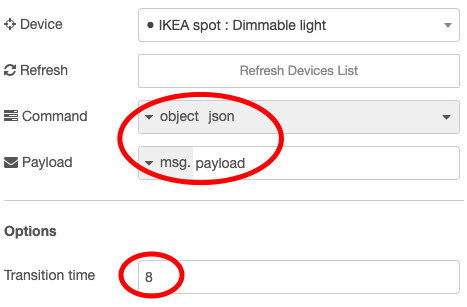 Device IKEA spot : Dimmable light
Refresh Refresh Devices List
Command object json
Payload msg. payload
Options
Transition time 8